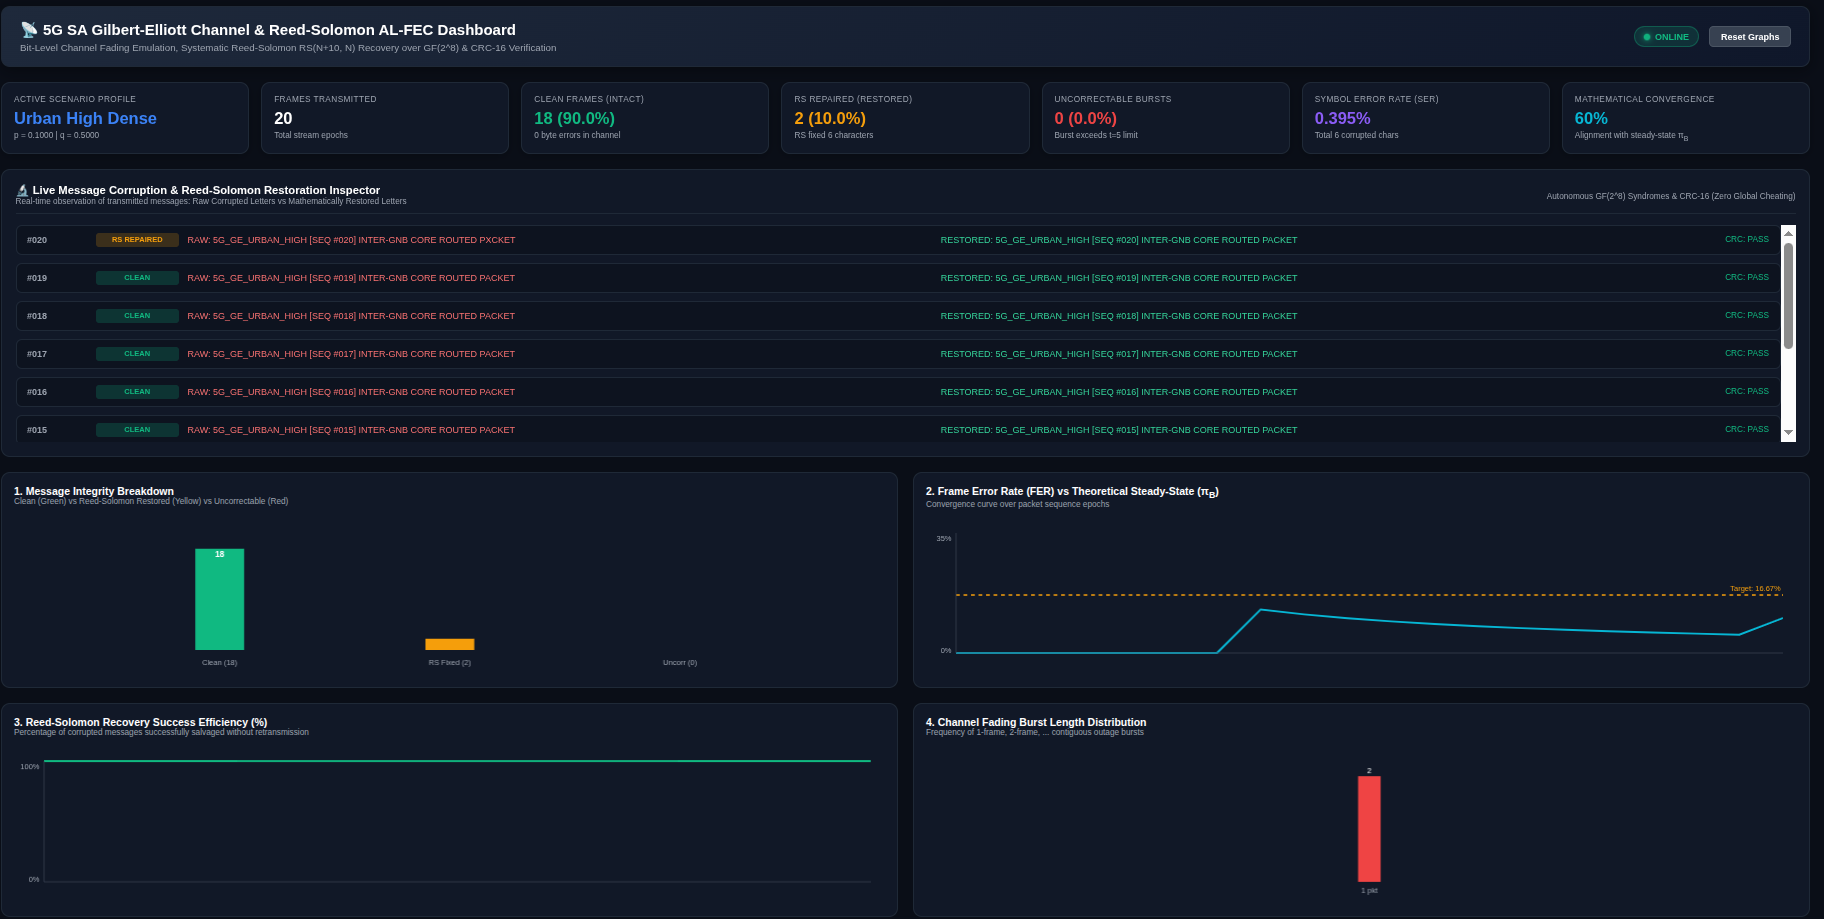 📡 5G SA Gilbert-Elliott Channel & Reed-Solomon AL-FEC Dashboard
Bit-Level Channel Fading Emulation, Systematic Reed-Solomon RS(N+10, N) Recovery over GF(2^8) & CRC-16 Verification
ONLINE
Reset Graphs
ACTIVE SCENARIO PROFILE
Urban High Dense
p = 0.1000 | q = 0.5000
FRAMES TRANSMITTED
20
Total stream epochs
CLEAN FRAMES (INTACT)
18 (90.0%)
0 byte errors in channel
RS REPAIRED (RESTORED)
2 (10.0%)
RS fixed 6 characters
UNCORRECTABLE BURSTS
0 (0.0%)
Burst exceeds t=5 limit
SYMBOL ERROR RATE (SER)
0.395%
Total 6 corrupted chars
MATHEMATICAL CONVERGENCE
60%
Alignment with steady-state πB
🔬 Live Message Corruption & Reed-Solomon Restoration Inspector
Real-time observation of transmitted messages: Raw Corrupted Letters vs Mathematically Restored Letters
Autonomous GF(2^8) Syndromes & CRC-16 (Zero Global Cheating)
#020 RS REPAIRED RAW: 5G_GE_URBAN_HIGH [SEQ #020] INTER-GNB CORE ROUTED PXCKET RESTORED: 5G_GE_URBAN_HIGH [SEQ #020] INTER-GNB CORE ROUTED PACKET CRC: PASS
#019 CLEAN RAW: 5G_GE_URBAN_HIGH [SEQ #019] INTER-GNB CORE ROUTED PACKET RESTORED: 5G_GE_URBAN_HIGH [SEQ #019] INTER-GNB CORE ROUTED PACKET CRC: PASS
#018 CLEAN RAW: 5G_GE_URBAN_HIGH [SEQ #018] INTER-GNB CORE ROUTED PACKET RESTORED: 5G_GE_URBAN_HIGH [SEQ #018] INTER-GNB CORE ROUTED PACKET CRC: PASS
#017 CLEAN RAW: 5G_GE_URBAN_HIGH [SEQ #017] INTER-GNB CORE ROUTED PACKET RESTORED: 5G_GE_URBAN_HIGH [SEQ #017] INTER-GNB CORE ROUTED PACKET CRC: PASS
#016 CLEAN RAW: 5G_GE_URBAN_HIGH [SEQ #016] INTER-GNB CORE ROUTED PACKET RESTORED: 5G_GE_URBAN_HIGH [SEQ #016] INTER-GNB CORE ROUTED PACKET CRC: PASS
#015 CLEAN RAW: 5G_GE_URBAN_HIGH [SEQ #015] INTER-GNB CORE ROUTED PACKET RESTORED: 5G_GE_URBAN_HIGH [SEQ #015] INTER-GNB CORE ROUTED PACKET CRC: PASS
1. Message Integrity Breakdown
Clean (Green) vs Reed-Solomon Restored (Yellow) vs Uncorrectable (Red)
18
Clean (18)
RS Fixed (2)
Uncorr (0)
2. Frame Error Rate (FER) vs Theoretical Steady-State (πB)
Convergence curve over packet sequence epochs
35%
Target: 16.67%
0%
3. Reed-Solomon Recovery Success Efficiency (%)
Percentage of corrupted messages successfully salvaged without retransmission
100%
0%
4. Channel Fading Burst Length Distribution
Frequency of 1-frame, 2-frame, ... contiguous outage bursts
2
1 pkt